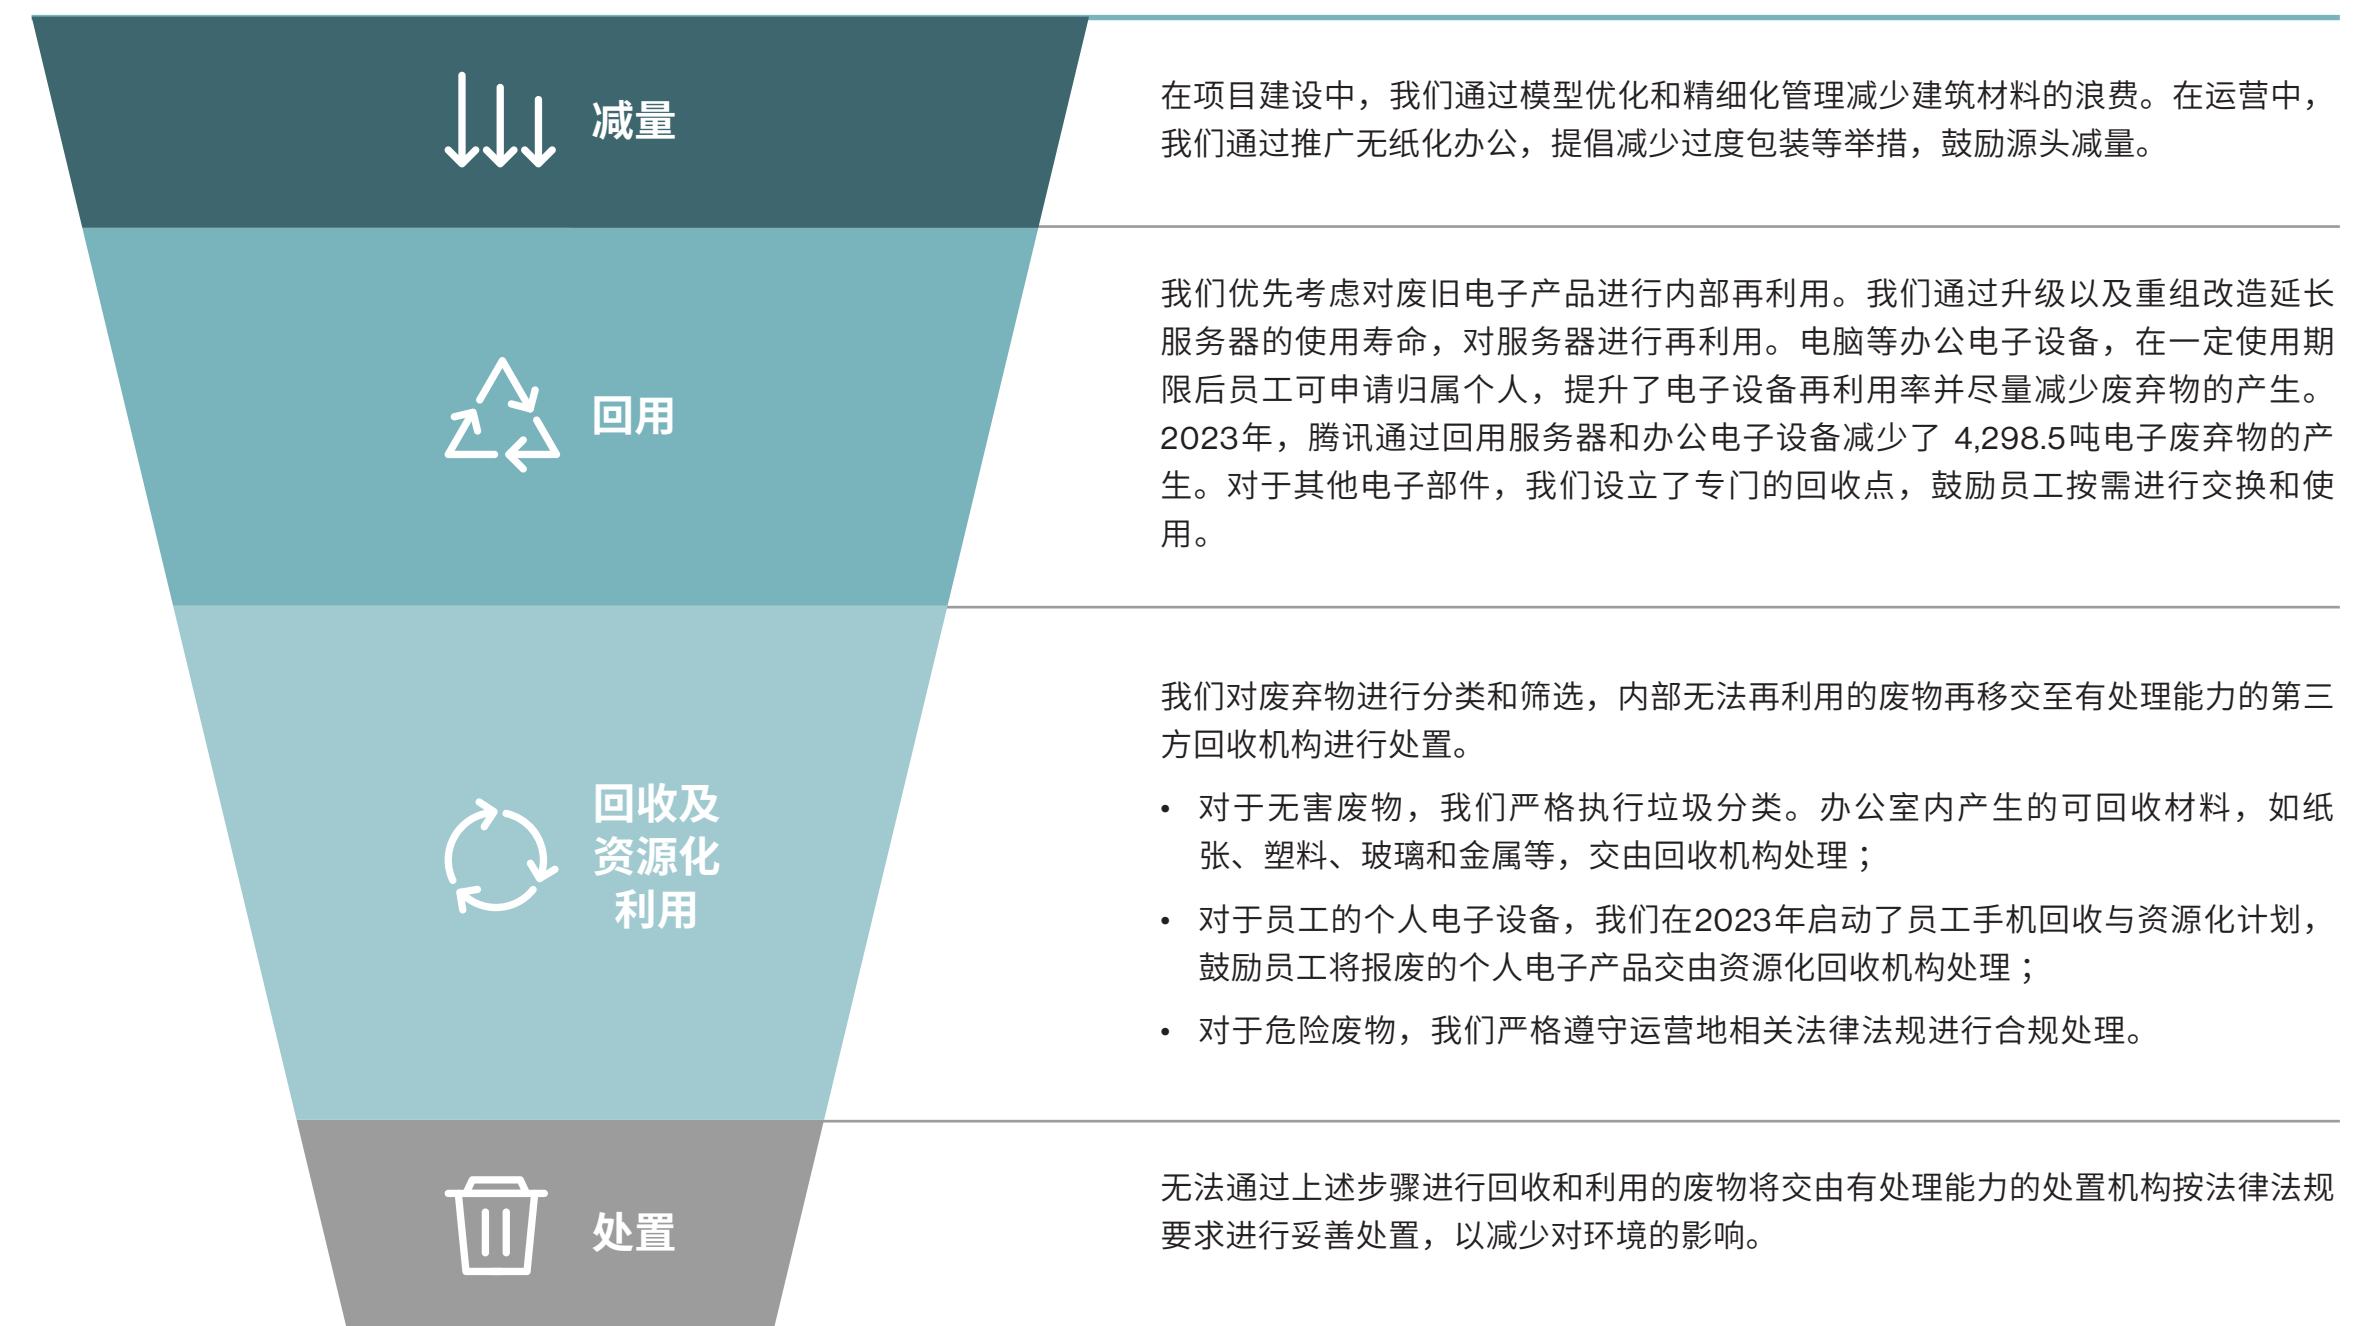 减量
在项目建设中，我们通过模型优化和精细化管理减少建筑材料的浪费。在运营中，
我们通过推广无纸化办公，提倡减少过度包装等举措，鼓励源头减量。
回用
我们优先考虑对废旧电子产品进行内部再利用。我们通过升级以及重组改造延长
服务器的使用寿命，对服务器进行再利用。电脑等办公电子设备，在一定使用期
限后员工可申请归属个人，提升了电子设备再利用率并尽量减少废弃物的产生。
2023年，腾讯通过回用服务器和办公电子设备减少了 4,298.5吨电子废弃物的产
生。对于其他电子部件，我们设立了专门的回收点，鼓励员工按需进行交换和使
用。
回收及
资源化
利用
我们对废弃物进行分类和筛选，内部无法再利用的废物再移交至有处理能力的第三
方回收机构进行处置。
• 对于无害废物，我们严格执行垃圾分类。办公室内产生的可回收材料，如纸
张、塑料、玻璃和金属等，交由回收机构处理；
• 对于员工的个人电子设备，我们在2023年启动了员工手机回收与资源化计划，
鼓励员工将报废的个人电子产品交由资源化回收机构处理；
• 对于危险废物，我们严格遵守运营地相关法律法规进行合规处理。
处置
无法通过上述步骤进行回收和利用的废物将交由有处理能力的处置机构按法律法规
要求进行妥善处置，以减少对环境的影响。